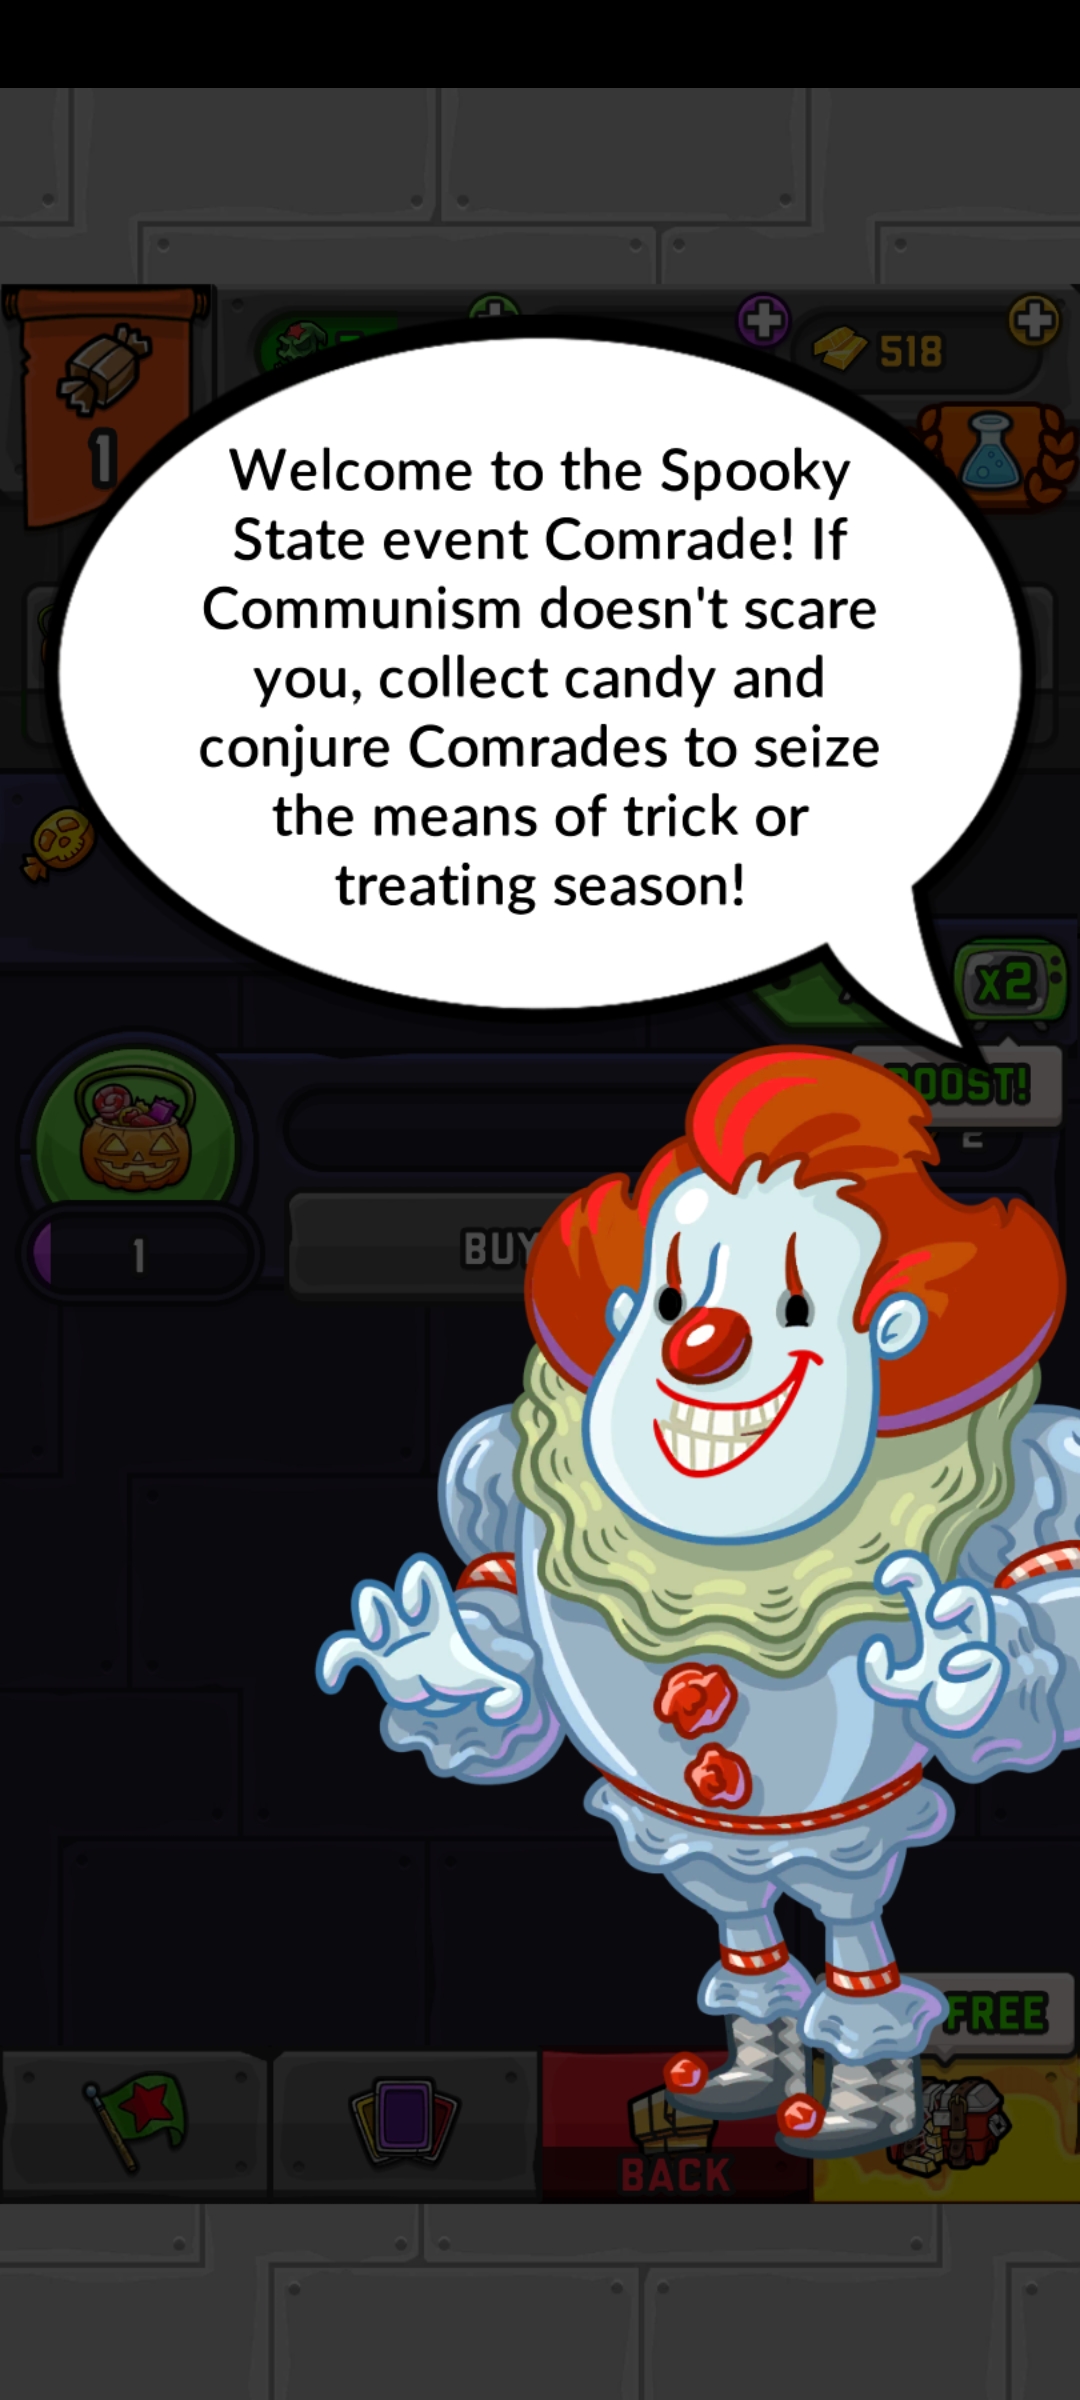 518
1
Welcome to the Spooky
State event Comrade! If
Communism doesn't scare
you, collect candy and
conjure Comrades to seize
the means of trick or
treating season!
x2
BOOST!
2
1
BUY
FREE
BACK